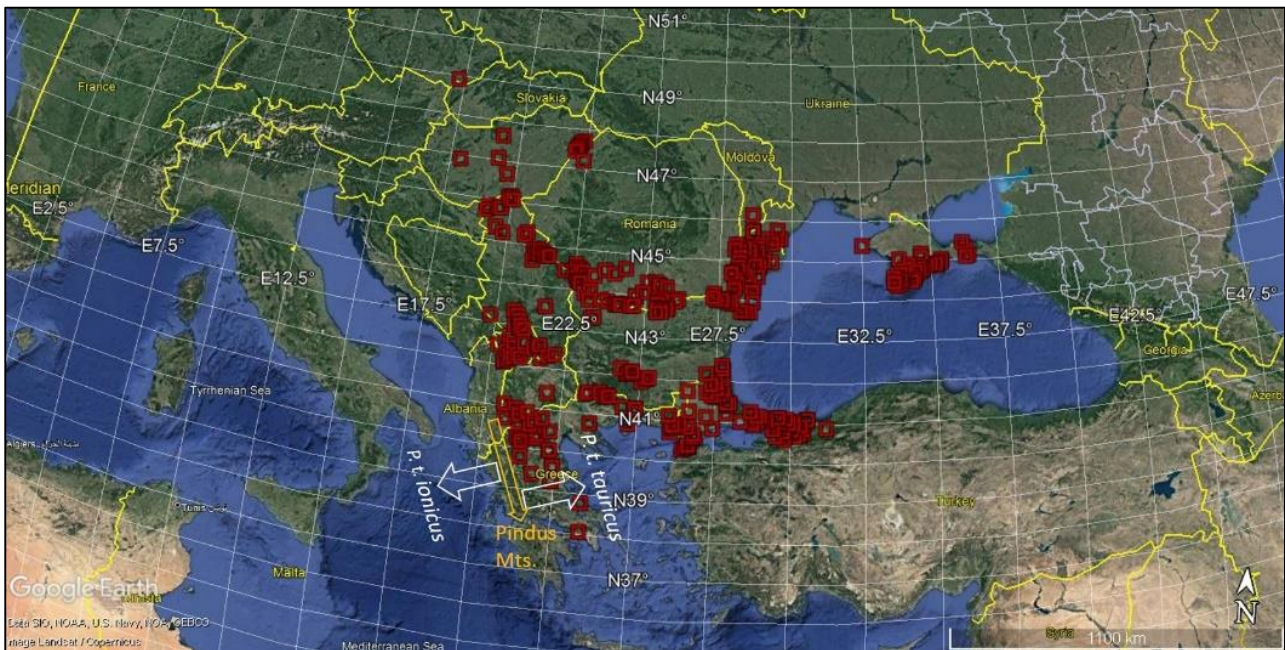 N51°
France
Slovakia
N49°
Ukraine
Moldova
N47°
Meridian
E2.5°
Romania
E7.5°
N45°
E12.5°
E17.5°
E22.5°
N43°
E27.5°
E32.5°
E37.5°
E42.5°
E47.5°
Georgia
Tyrrhenian Sea
Albania
N41°
P. t. ionicus
P. t. tauricus
Greece
N39°
Turkey
Pindus
Mts.
Tunis
Malta
N37°
Google Earth
Data SIO, NOAA, U.S. Navy, NGA, GEBCO
Image Landsat / Copernicus
Mediterranean Sea
Syria
1100 km
N